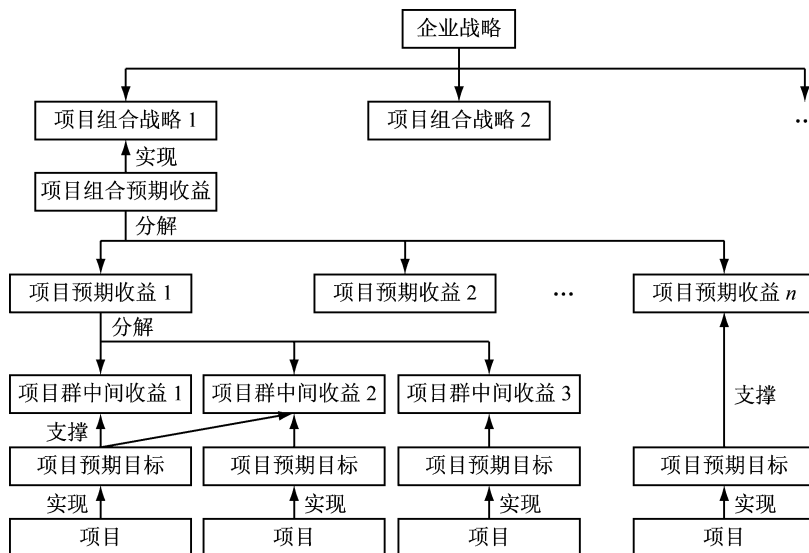 企业战略
项目组合战略 1
项目组合战略 2
…
实现
项目组合预期收益
分解
项目预期收益 1
项目预期收益 2
…
项目预期收益 n
分解
项目群中间收益 1
项目群中间收益 2
项目群中间收益 3
支撑
支撑
项目预期目标
项目预期目标
项目预期目标
项目预期目标
实现
实现
实现
实现
项目
项目
项目
项目